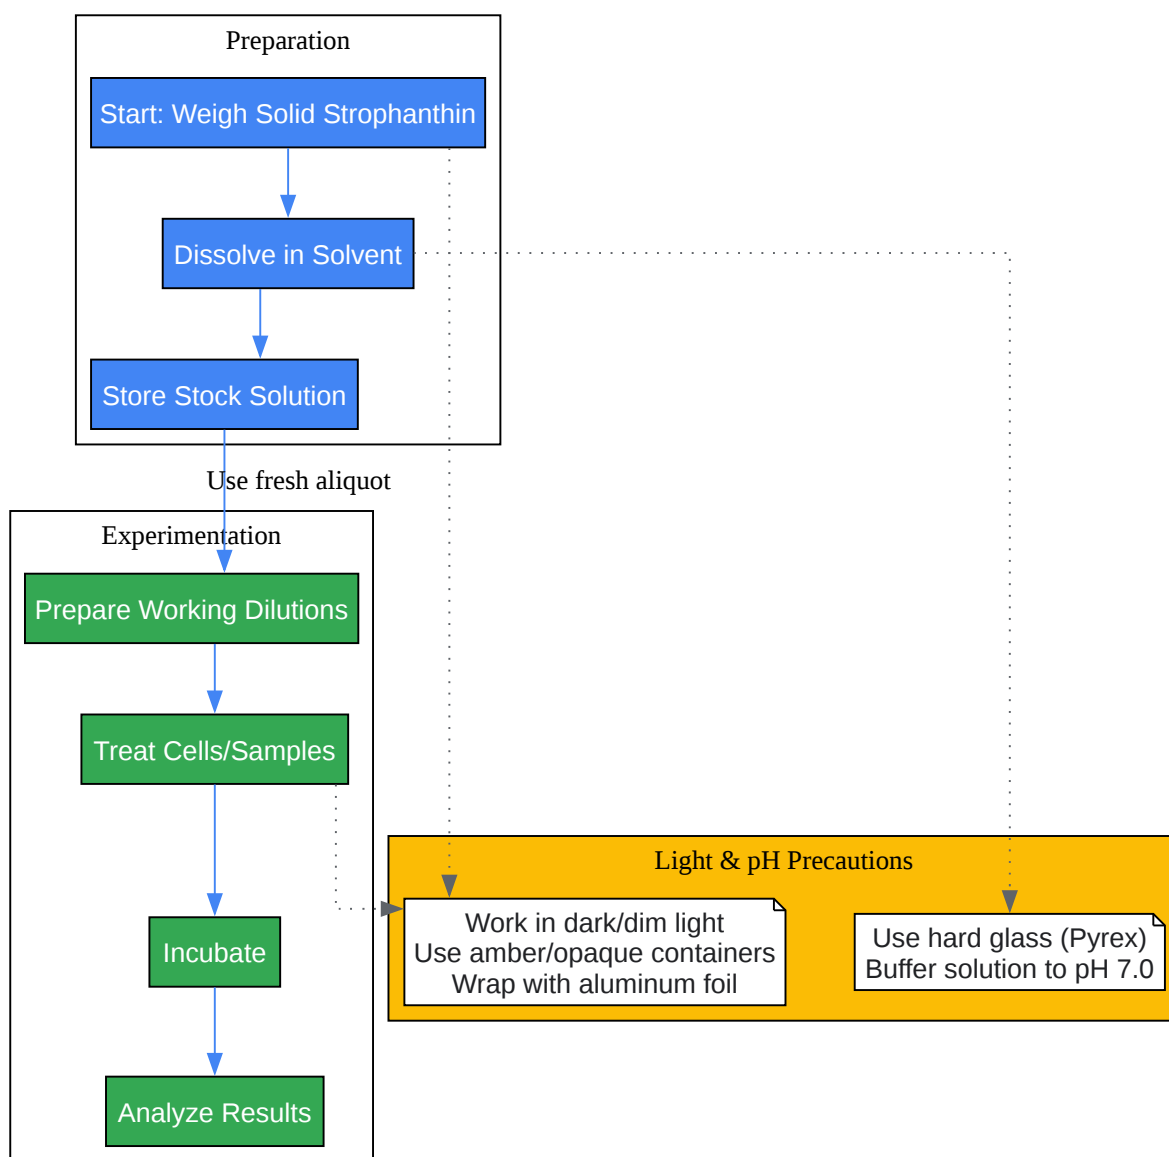 Preparation
Start: Weigh Solid Strophanthin
Dissolve in Solvent
Store Stock Solution
Use fresh aliquot
Experimentation
Prepare Working Dilutions
Treat Cells/Samples
Light & pH Precautions
Work in dark/dim light
Use amber/opaque containers
Wrap with aluminum foil
Use hard glass (Pyrex)
Buffer solution to pH 7.0
Incubate
Analyze Results